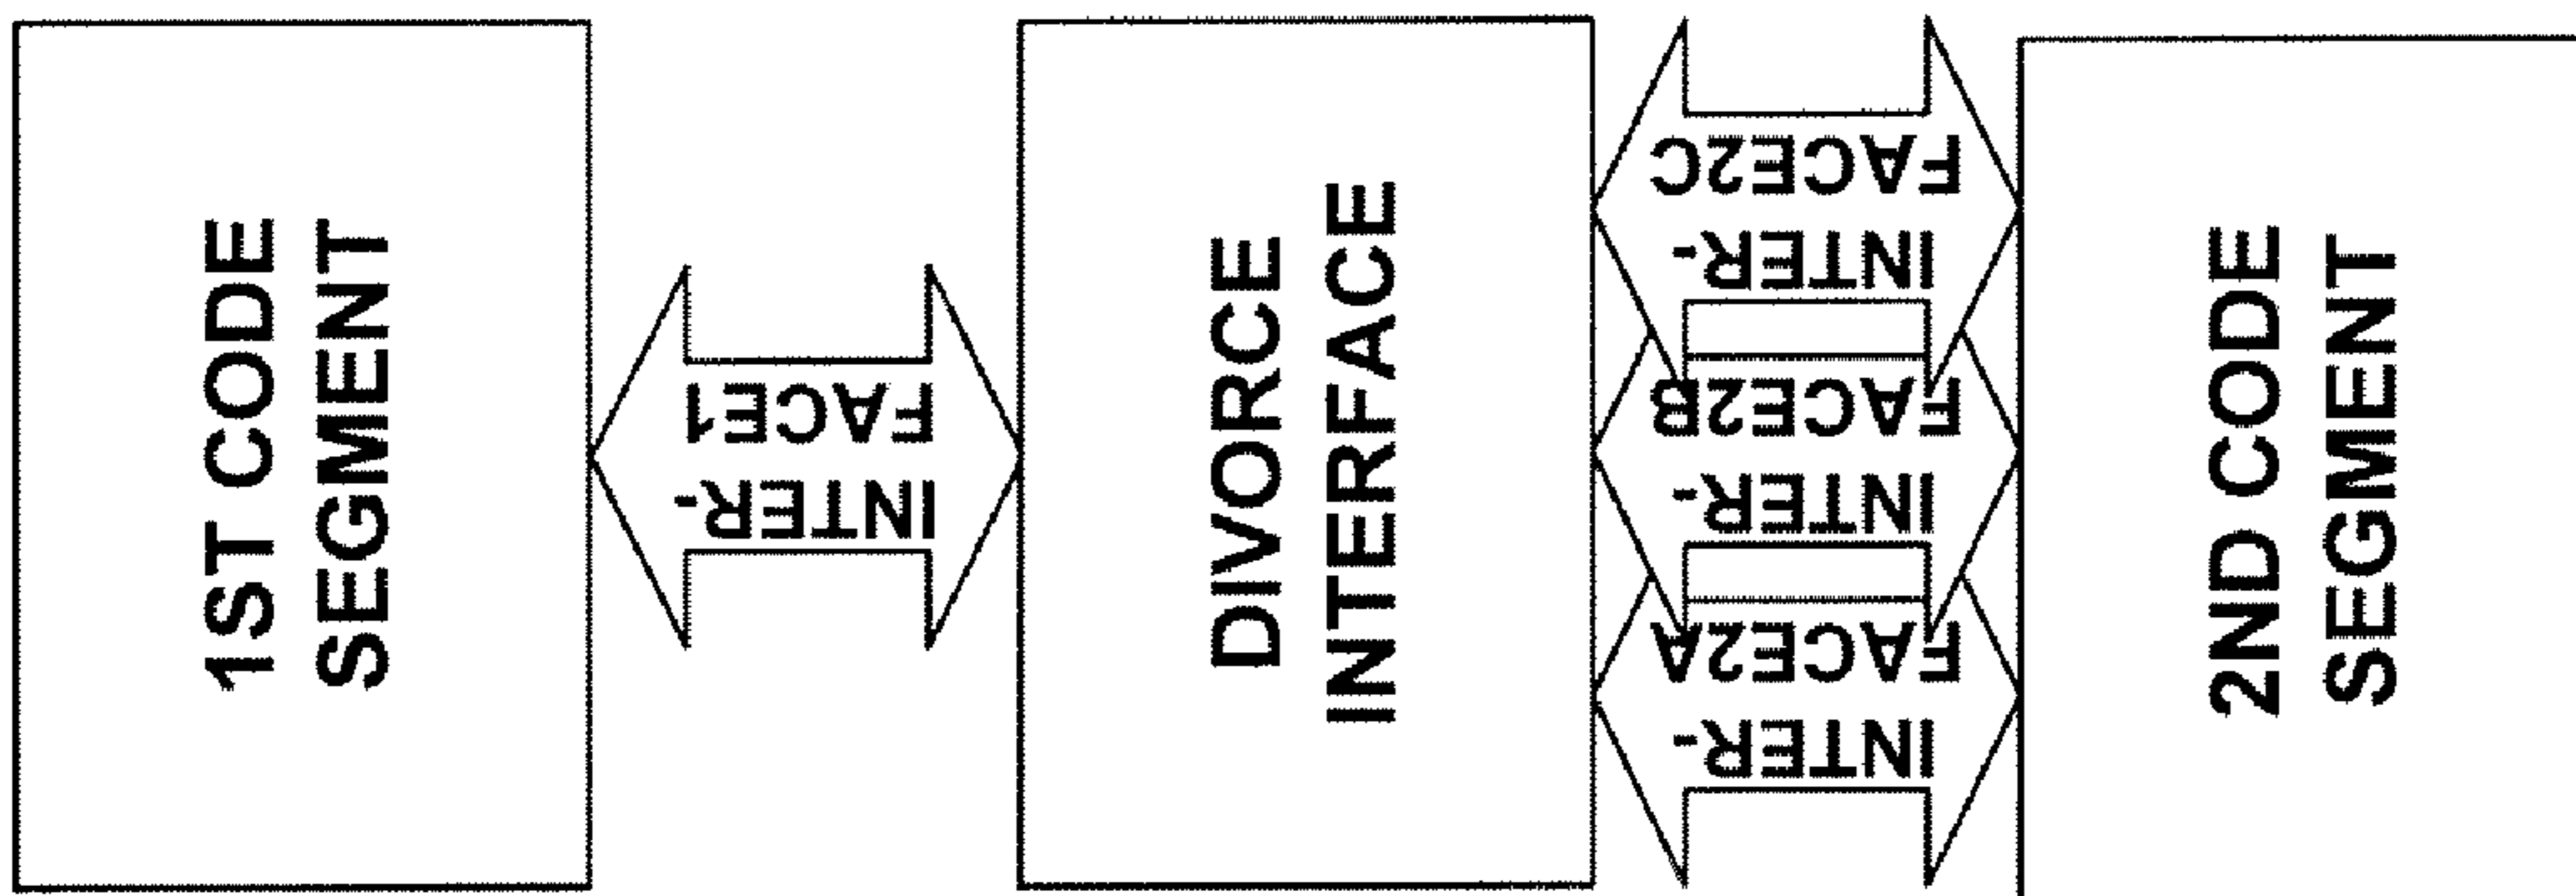 1ST CODE
SEGMENT
INTER-
FACE1
DIVORCE
INTERFACE
INTER-
FACE2A
INTER-
FACE2B
INTER-
FACE2C
2ND CODE
SEGMENT